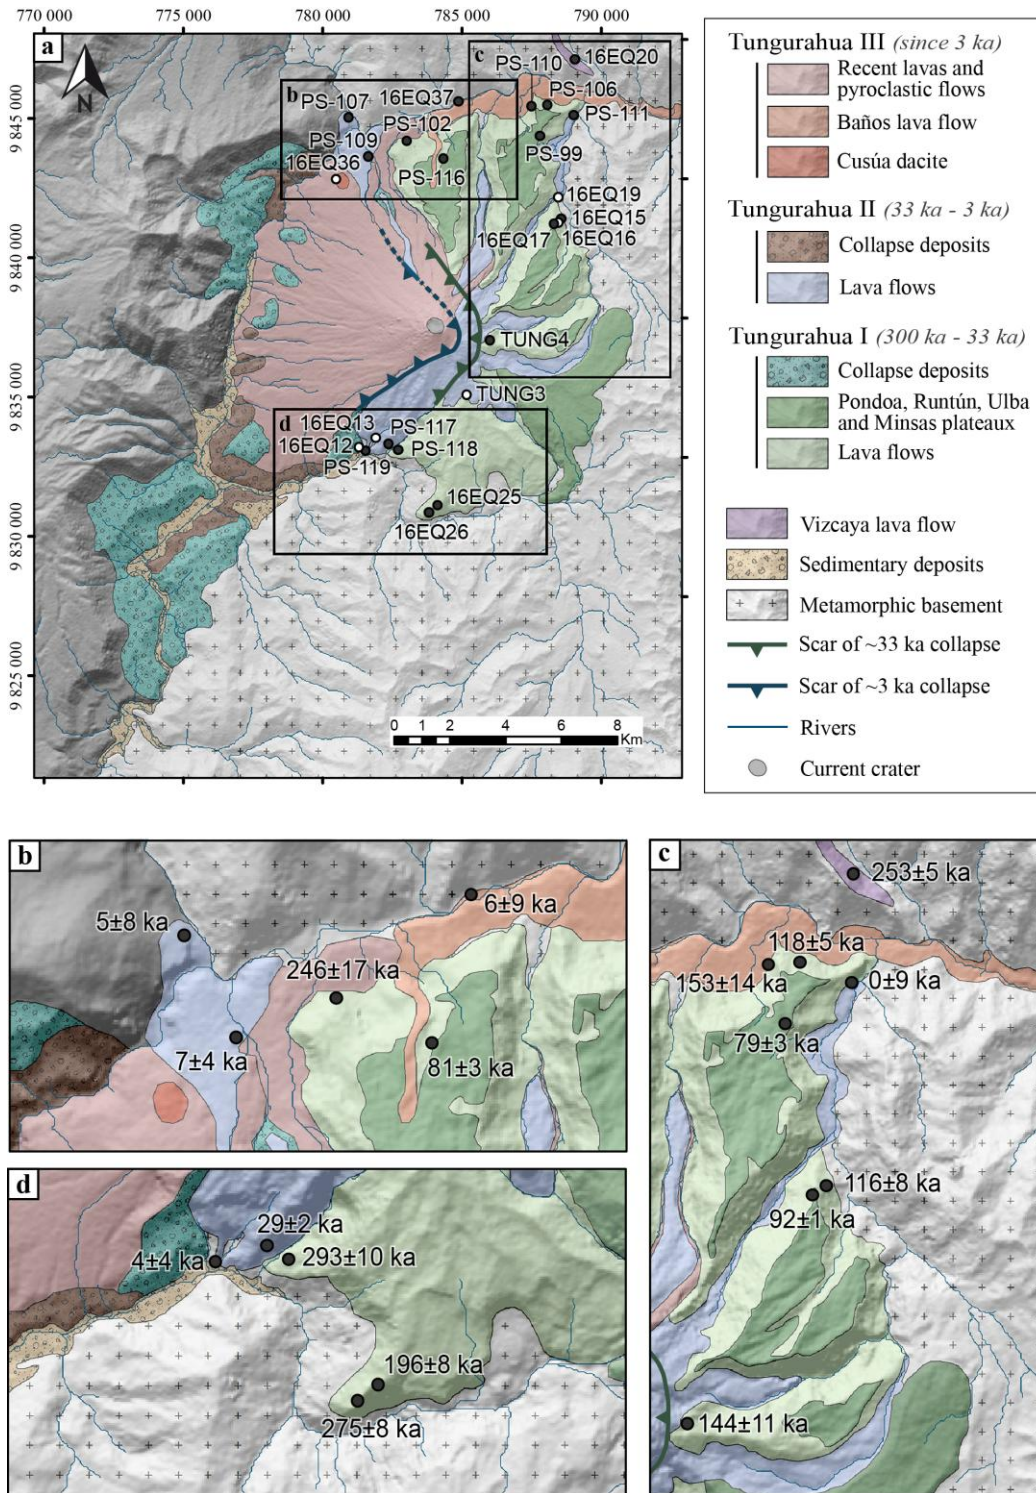 770 000 775 000 780 000 785 000 790 000
a
N
9 845 000
9 840 000
9 835 000
9 830 000
9 825 000
c
PS-110
16EQ20
b
PS-107
16EQ37
PS-106
PS-102
PS-111
PS-109
16EQ36
PS-116
PS-99
16EQ19
16EQ15
16EQ17
16EQ16
TUNG4
TUNG3
d
16EQ13
PS-117
16EQ12
PS-118
PS-119
16EQ25
16EQ26
0 1 2 4 6 8
Km
Tungurahua III (since 3 ka)
Recent lavas and
pyroclastic flows
Baños lava flow
Cusúa dacite
Tungurahua II (33 ka - 3 ka)
Collapse deposits
Lava flows
Tungurahua I (300 ka - 33 ka)
Collapse deposits
Pondoa, Runtún, Ulba
and Minsas plateaux
Lava flows
Vizcaya lava flow
Sedimentary deposits
Metamorphic basement
Scar of ~33 ka collapse
Scar of ~3 ka collapse
Rivers
Current crater
b
5±8 ka
6±9 ka
246±17 ka
7±4 ka
81±3 ka
c
253±5 ka
118±5 ka
153±14 ka
0±9 ka
79±3 ka
116±8 ka
92±1 ka
144±11 ka
d
29±2 ka
4±4 ka
293±10 ka
196±8 ka
275±8 ka